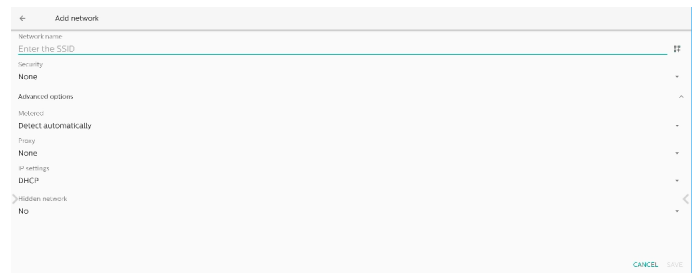 Add network
Network name
Enter the SSID
Security
None
Advanced options
Metered
Detect automatically
Proxy
None
IP settings
DHCP
Hidden network
No
CANCEL SAVE